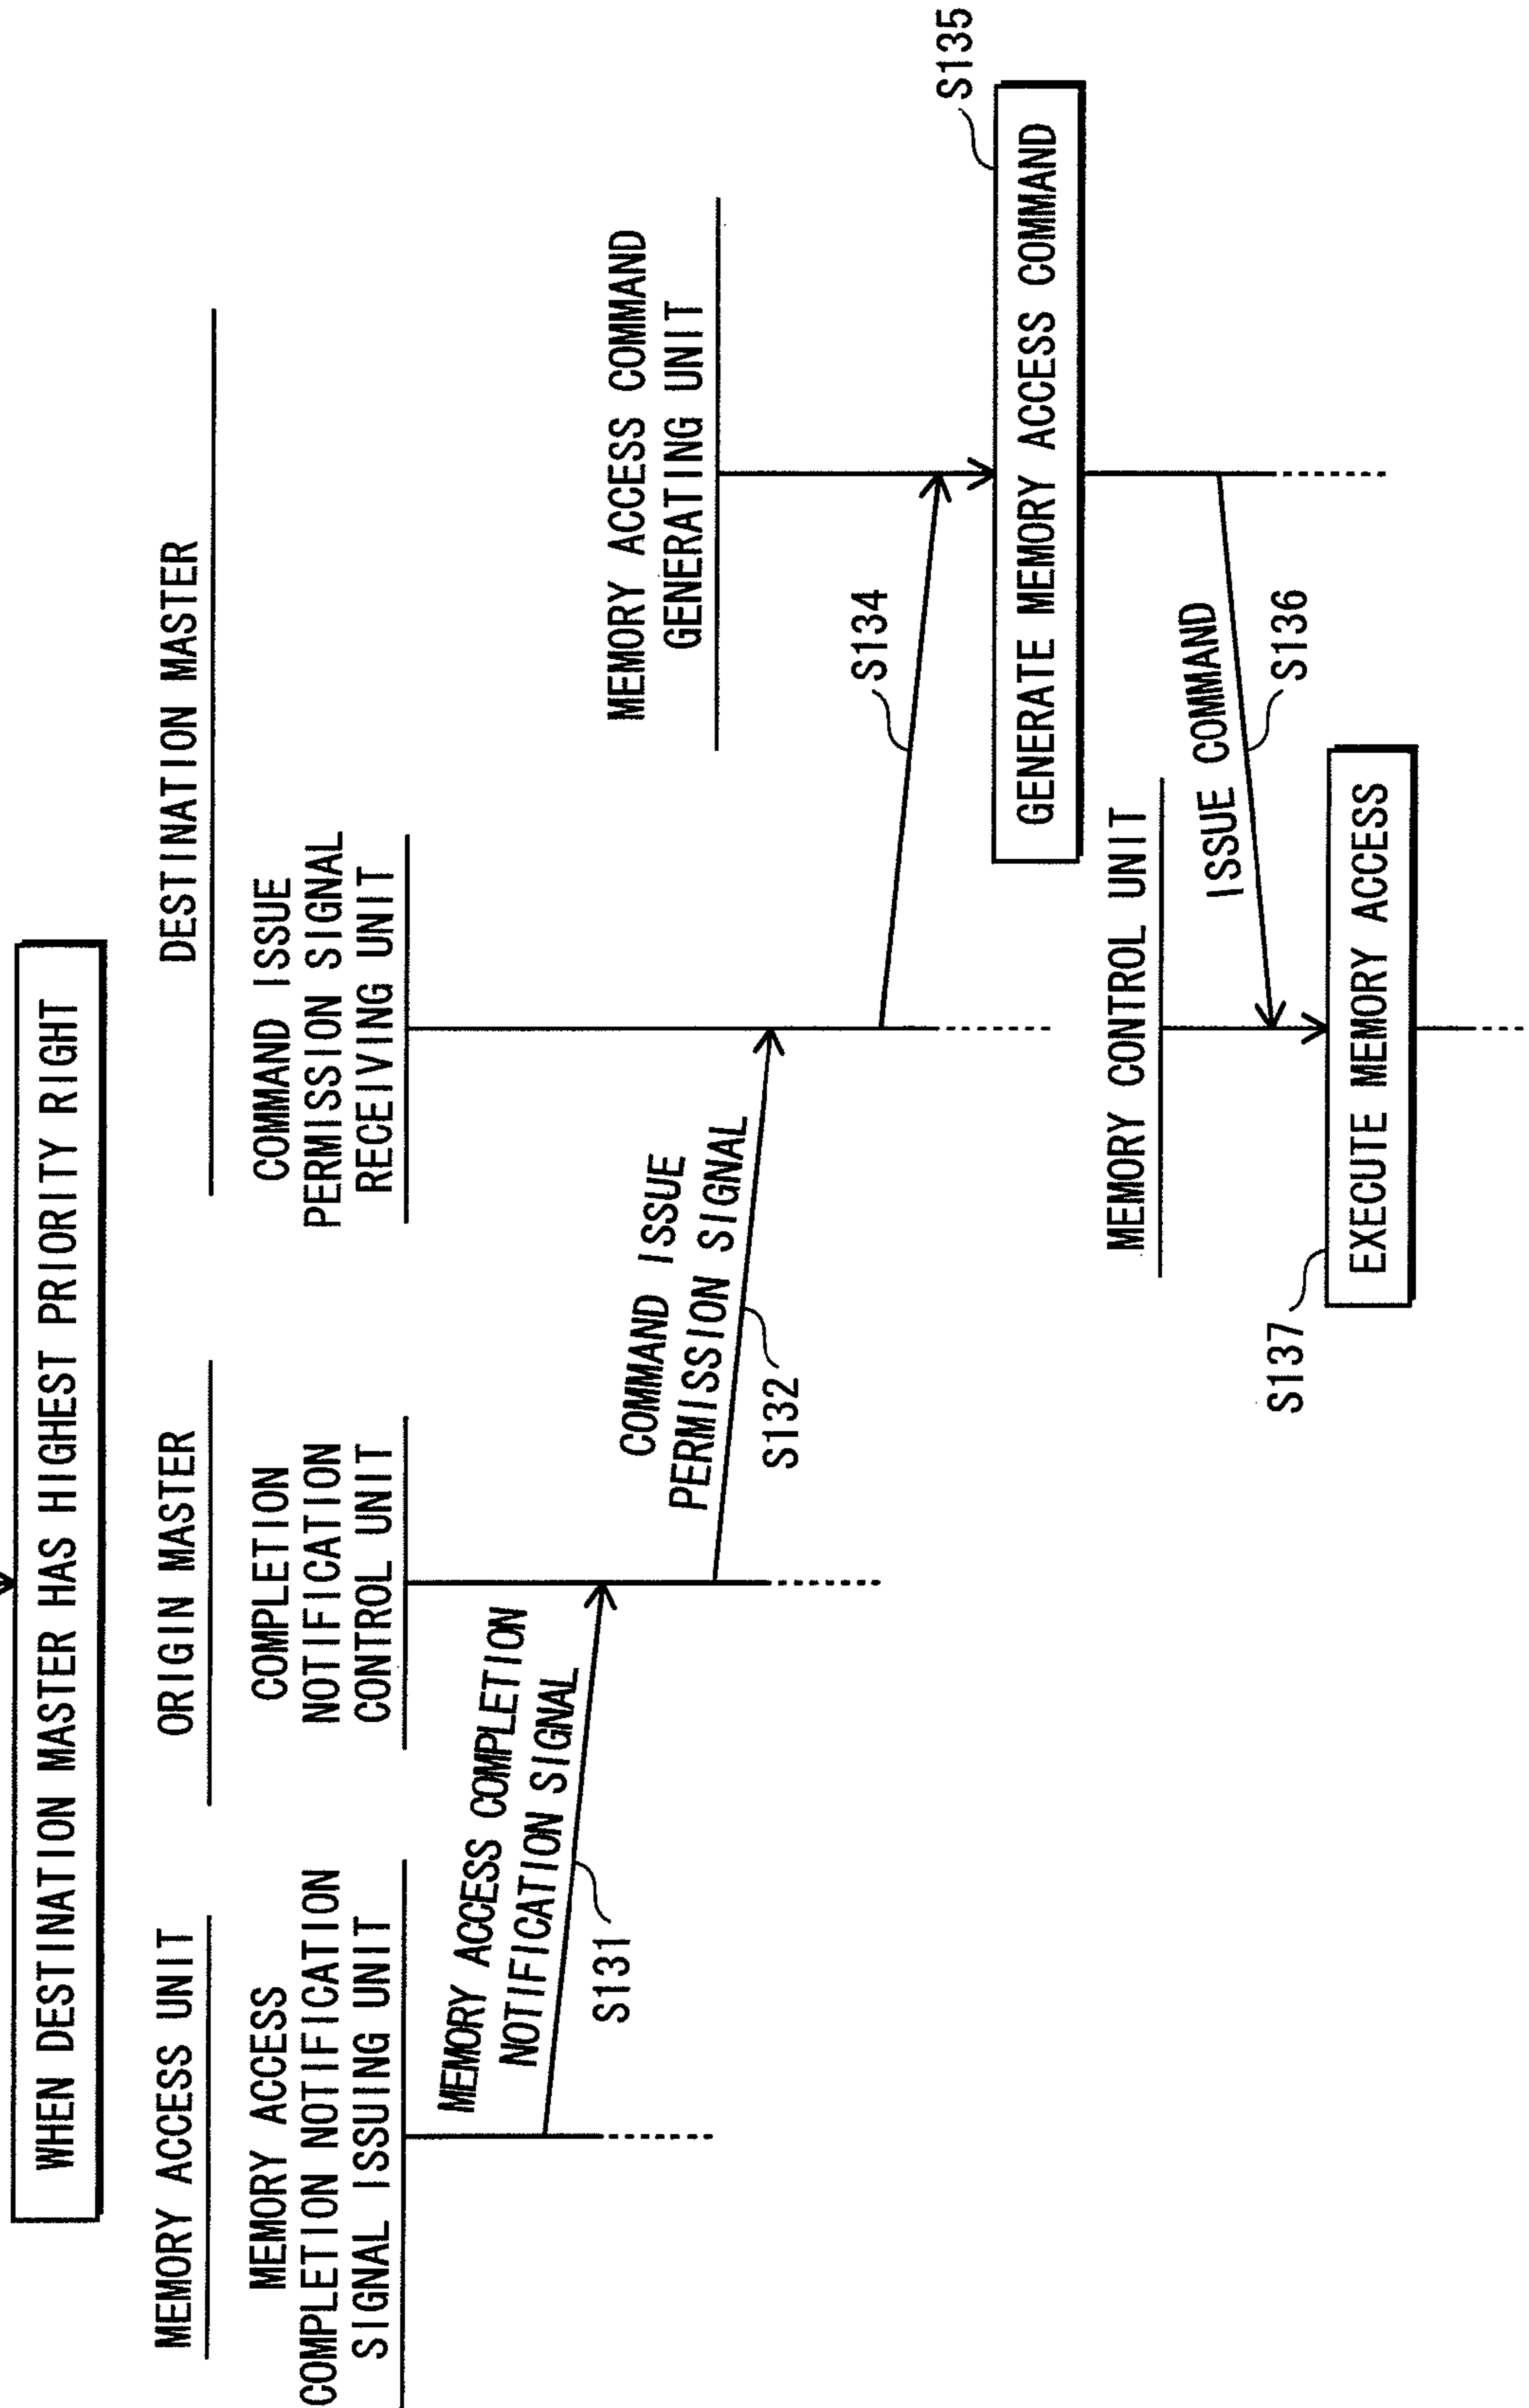 WHEN DESTINATION MASTER HAS HIGHEST PRIORITY RIGHT
MEMORY ACCESS UNIT
ORIGIN MASTER
DESTINATION MASTER
MEMORY ACCESS
COMPLETION NOTIFICATION
SIGNAL ISSUING UNIT
COMPLETION
NOTIFICATION
CONTROL UNIT
COMMAND ISSUE
PERMISSION SIGNAL
RECEIVING UNIT
MEMORY ACCESS COMPLETION
NOTIFICATION SIGNAL
S131
COMMAND ISSUE
PERMISSION SIGNAL
S132
MEMORY ACCESS COMMAND
GENERATING UNIT
S134
S135
GENERATE MEMORY ACCESS COMMAND
MEMORY CONTROL UNIT
ISSUE COMMAND
S136
S137
EXECUTE MEMORY ACCESS